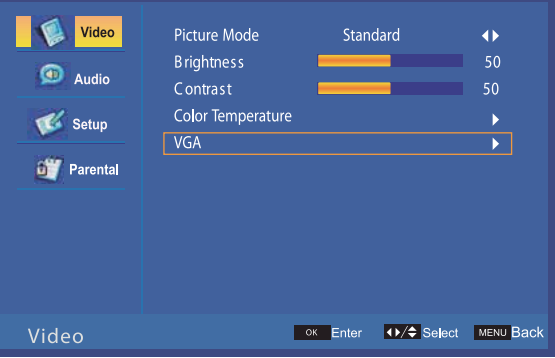 Video
Audio
Setup
Parental
Picture Mode Standard
Brightness 50
Contrast 50
Color Temperature
VGA
Video
OK Enter Select MENU Back